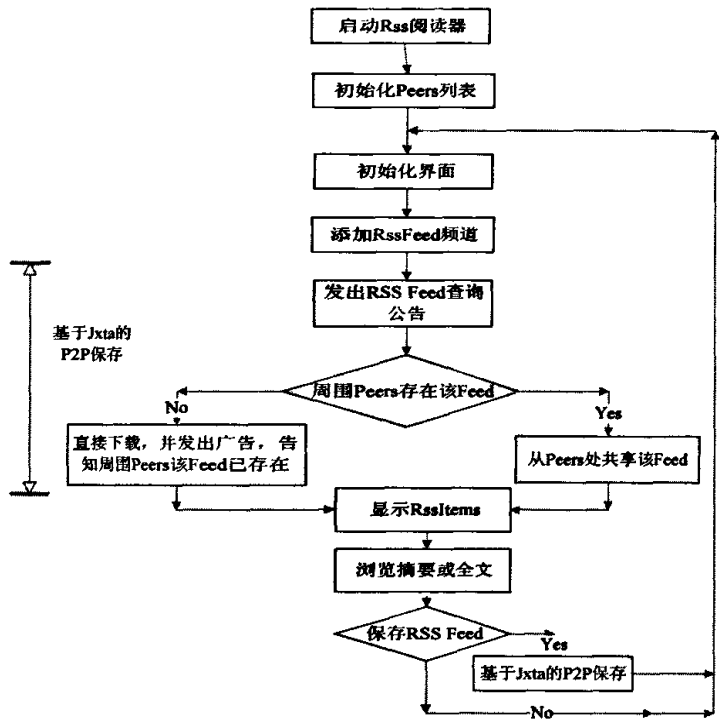 启动Rss阅读器
初始化Peers列表
初始化界面
添加RssFeed频道
发出RSS Feed查询
公告
基于Jxta的
P2P保存
周围Peers存在该Feed
No
Yes
直接下载，并发出广告，告
知周围Peers该Feed已存在
从Peers处共享该Feed
显示RssItems
浏览摘要或全文
保存RSS Feed
Yes
基于Jxta的P2P保存
No